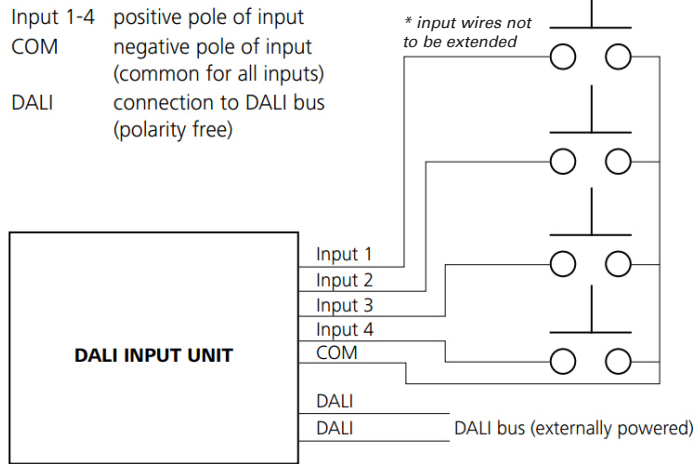 Input 1-4 positive pole of input
COM negative pole of input
(common for all inputs)
DALI connection to DALI bus
(polarity free)
* input wires not
to be extended
Input 1
Input 2
Input 3
Input 4
COM
DALI INPUT UNIT
DALI
DALI DALI bus (externally powered)